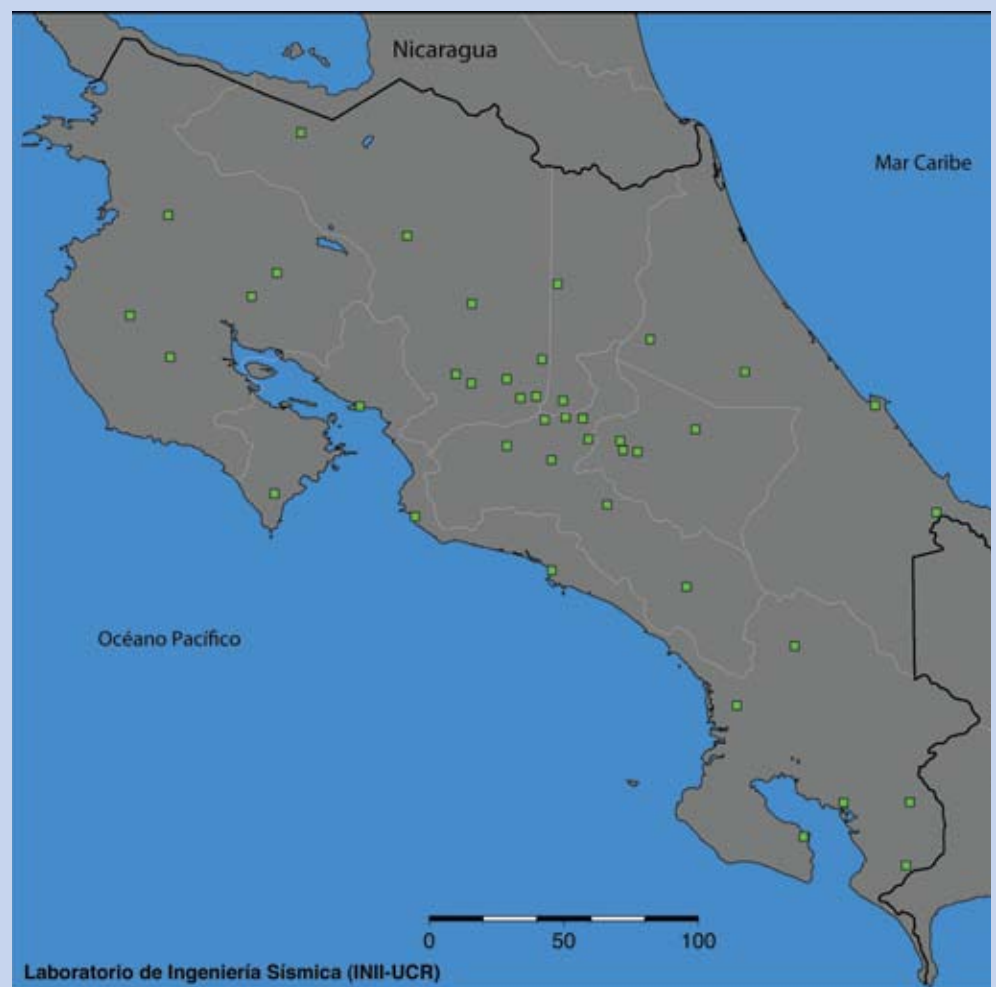 Nicaragua
Mar Caribe
Océano Pacífico
0 50 100
Laboratorio de Ingeniería Sísmica (INII-UCR)